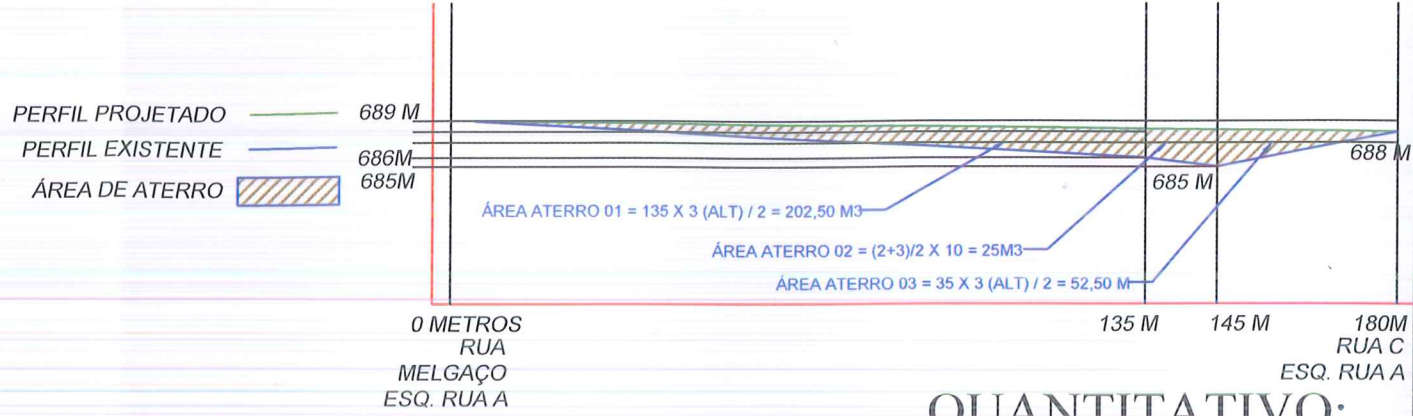 PERFIL PROJETADO
PERFIL EXISTENTE
ÁREA DE ATERRO
689 M
686M
685M
685 M
688 M
ÁREA ATERRO 01 = 135 X 3 (ALT) / 2 = 202,50 M3
ÁREA ATERRO 02 = (2+3)/2 X 10 = 25M3
ÁREA ATERRO 03 = 35 X 3 (ALT) / 2 = 52,50 M
0 METROS
RUA
MELGAÇO
ESQ. RUA A
135 M
145 M
180M
RUA C
ESQ. RUA A
QUANTITATIVO: